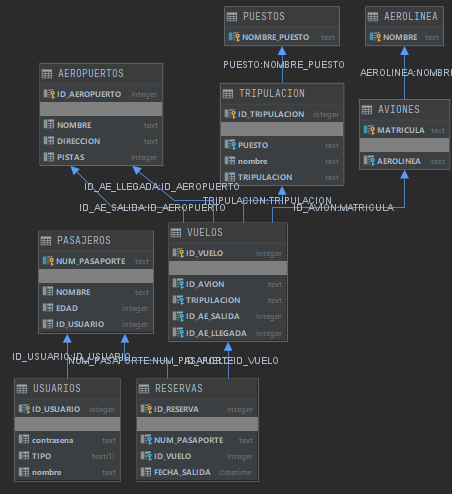 PUESTOS
NOMBRE_PUESTO text
AEROLINEA
NOMBRE text
PUESTO:NOMBRE_PUESTO
AEROLINEA:NOMBRE
AEROPUERTOS
ID_AEROPUERTO integer
NOMBRE text
DIRECCION text
PISTAS integer
TRIPULACION
ID_TRIPULACION integer
PUESTO text
nombre text
TRIPULACION text
AVIONES
MATRICULA text
AEROLINEA text
ID_AE_LLEGADA:ID_AEROPUERTO
ID_AE_SALIDA:ID_AEROPUERTO
TRIPULACION:TRIPULACION
ID_AVION:MATRICULA
PASAJEROS
NUM_PASAPORTE text
NOMBRE text
EDAD integer
ID_USUARIO integer
VUELOS
ID_VUELO integer
ID_AVION text
TRIPULACION text
ID_AE_SALIDA integer
ID_AE_LLEGADA integer
ID_USUARIO:ID_USUARIO
USUARIOS
ID_USUARIO integer
contrasena text
TIPO text(1)
nombre text
RESERVAS
ID_RESERVA integer
NUM_PASAPORTE text
ID_VUELO integer
FECHA_SALIDA datetime